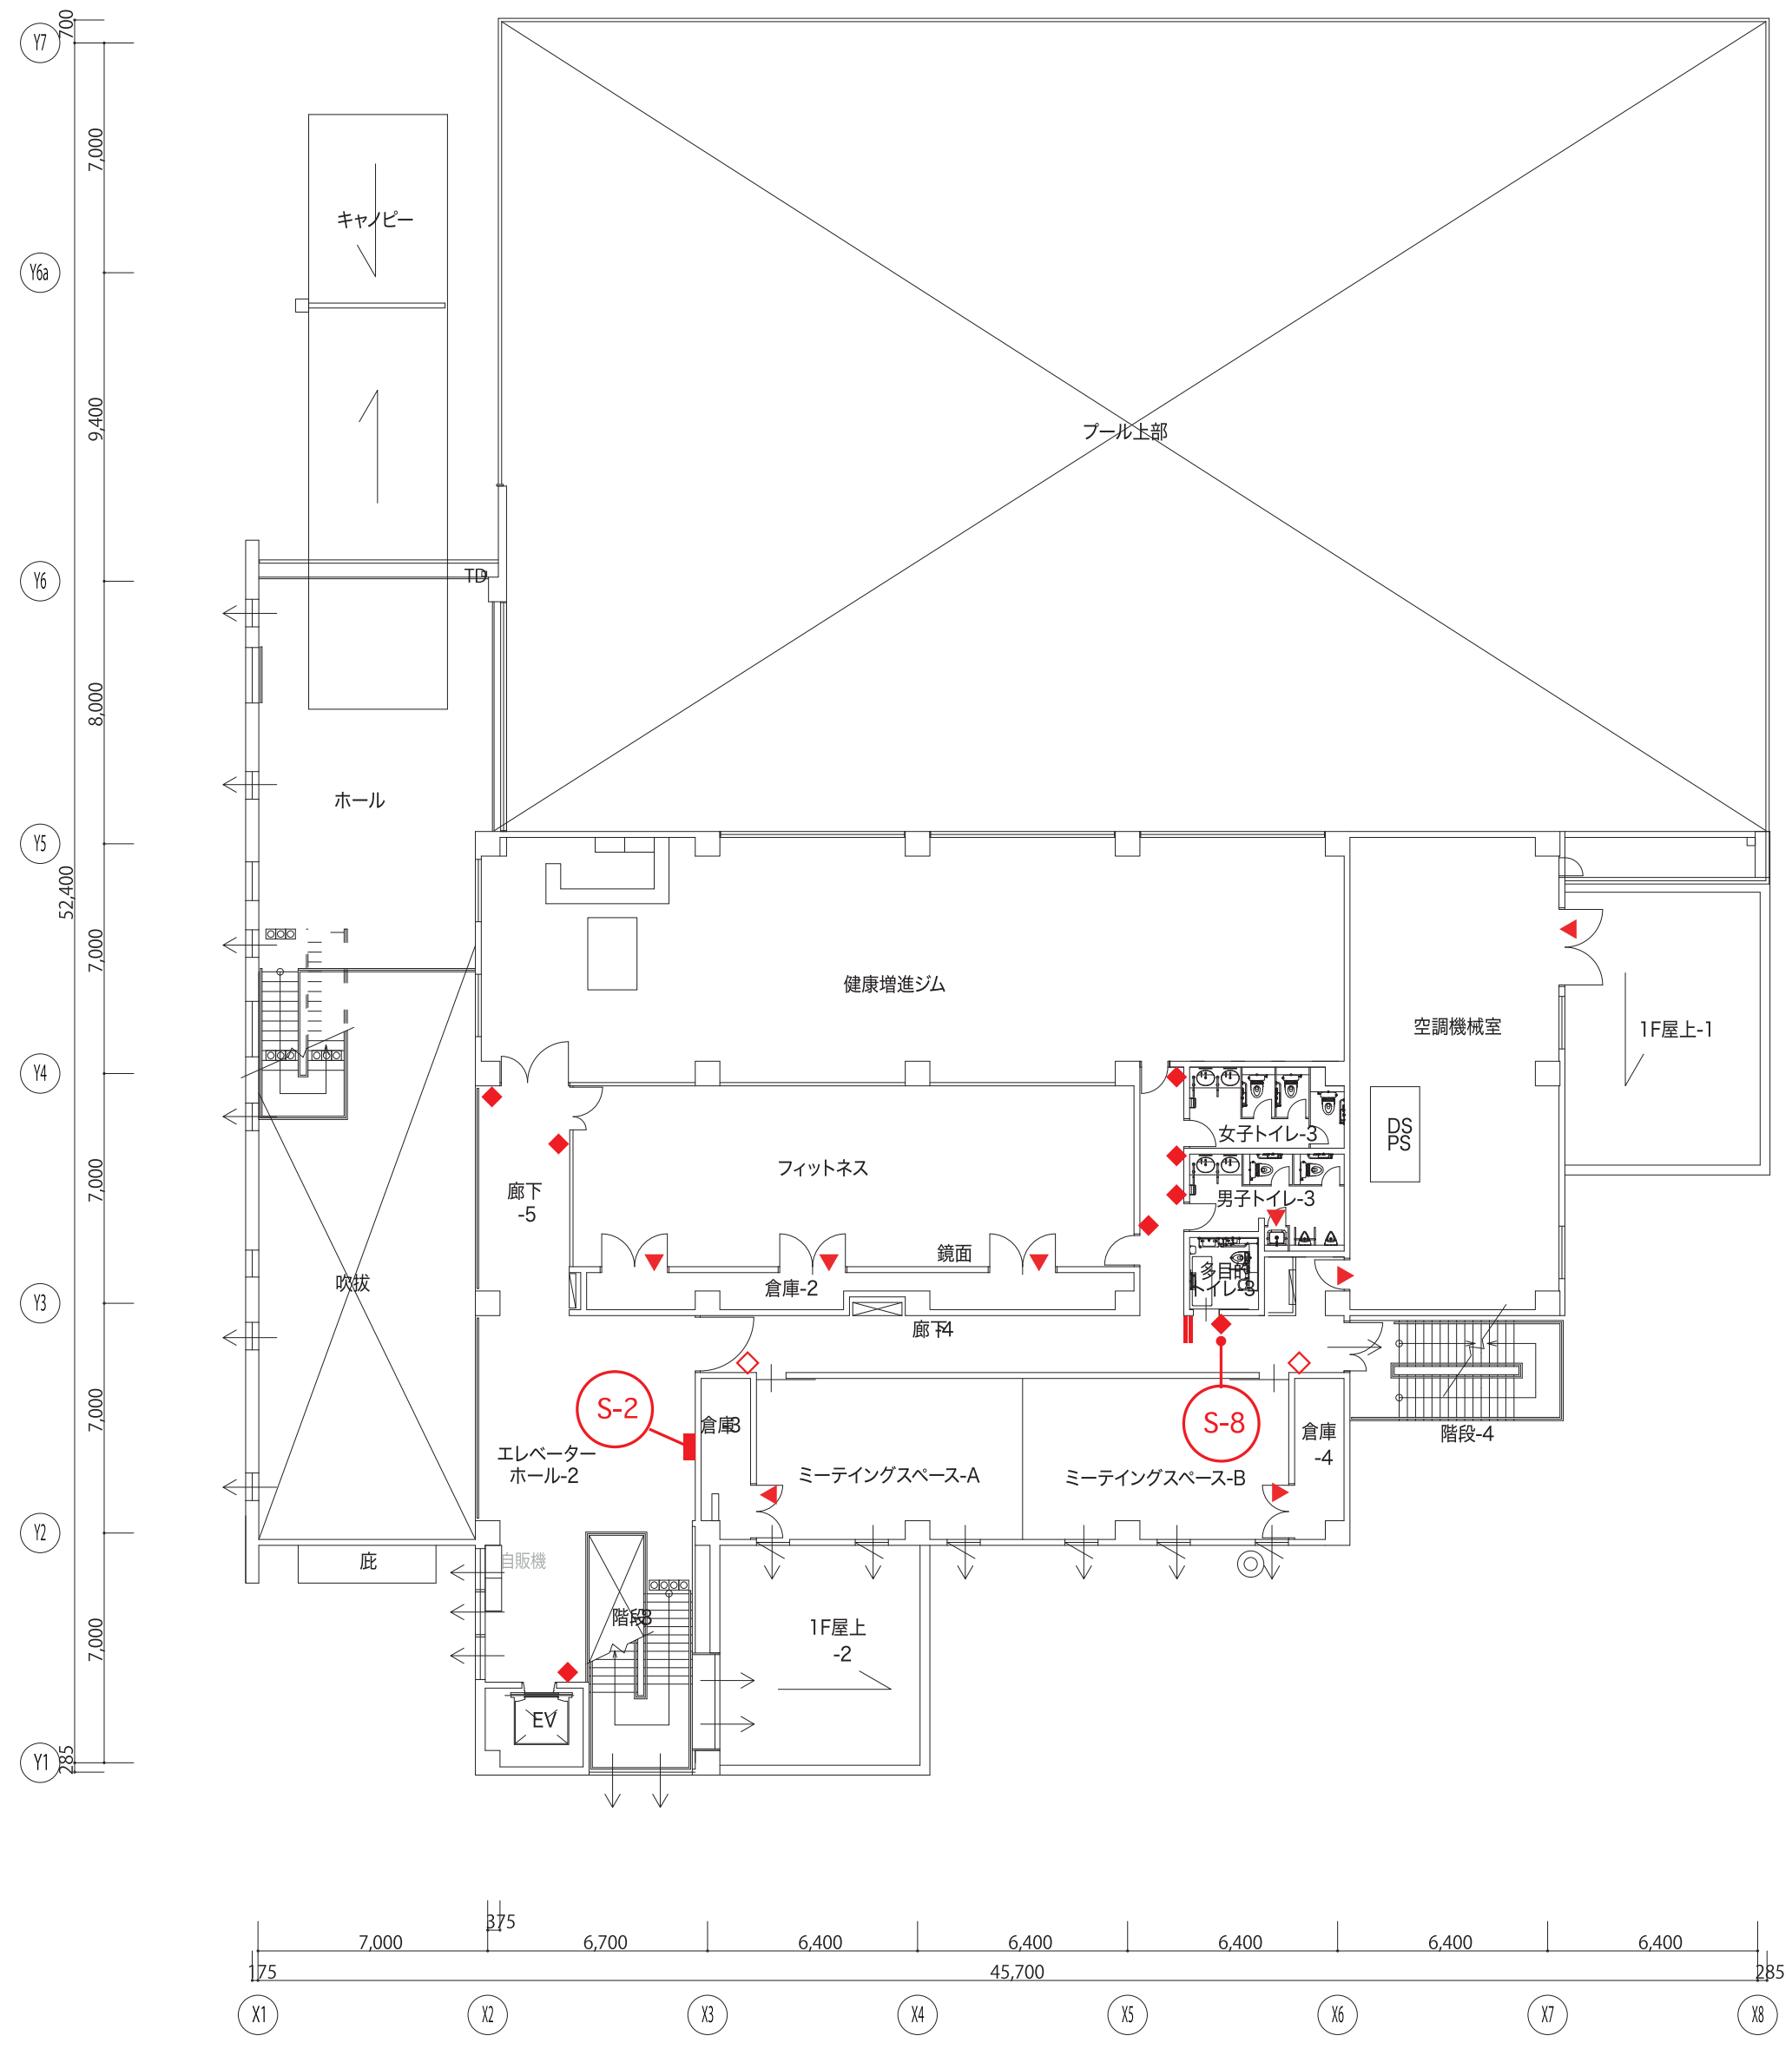 Y7
700
7,000
キャノピー
Y6a
9,400
プール上部
Y6
TD
8,000
ホール
Y5
52,400
7,000
健康増進ジム
空調機械室
1F屋上-1
Y4
女子トイレ-3
DS
PS
7,000
フィットネス
廊下
-5
男子トイレ-3
鏡面
多目的
トイレ-3
吹抜
倉庫-2
Y3
廊下-4
7,000
S-2
S-8
倉庫-3
倉庫
-4
階段-4
エレベーター
ホール-2
ミーテイングスペース-A
ミーテイングスペース-B
Y2
庇
自販機
7,000
階段-3
1F屋上
-2
EV
Y1
285
375
7,000
6,700
6,400
6,400
6,400
6,400
6,400
175
45,700
285
X1
X2
X3
X4
X5
X6
X7
X8